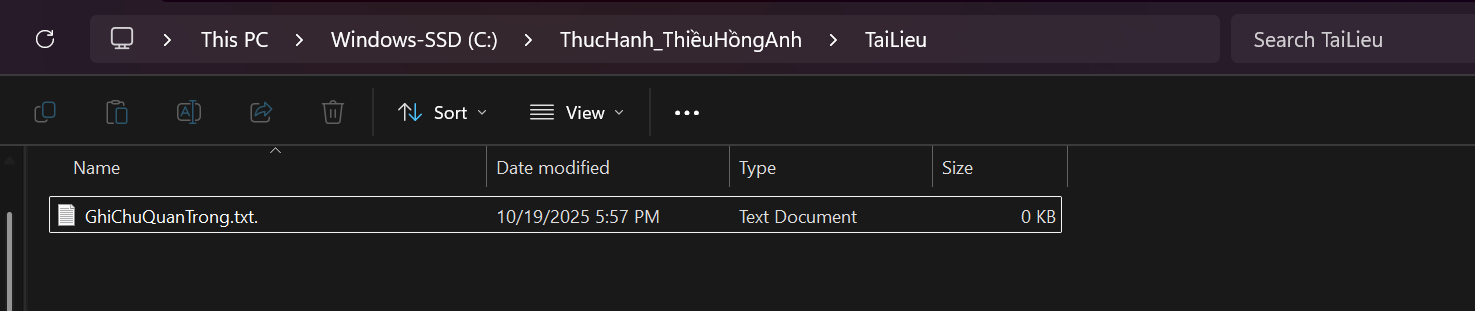 This PC > Windows-SSD (C:) > ThucHanh_ThiềuHồngAnh > TaiLieu Search TaiLieu
Sort View
Name Date modified Type Size
GhiChuQuanTrong.txt. 10/19/2025 5:57 PM Text Document 0 KB